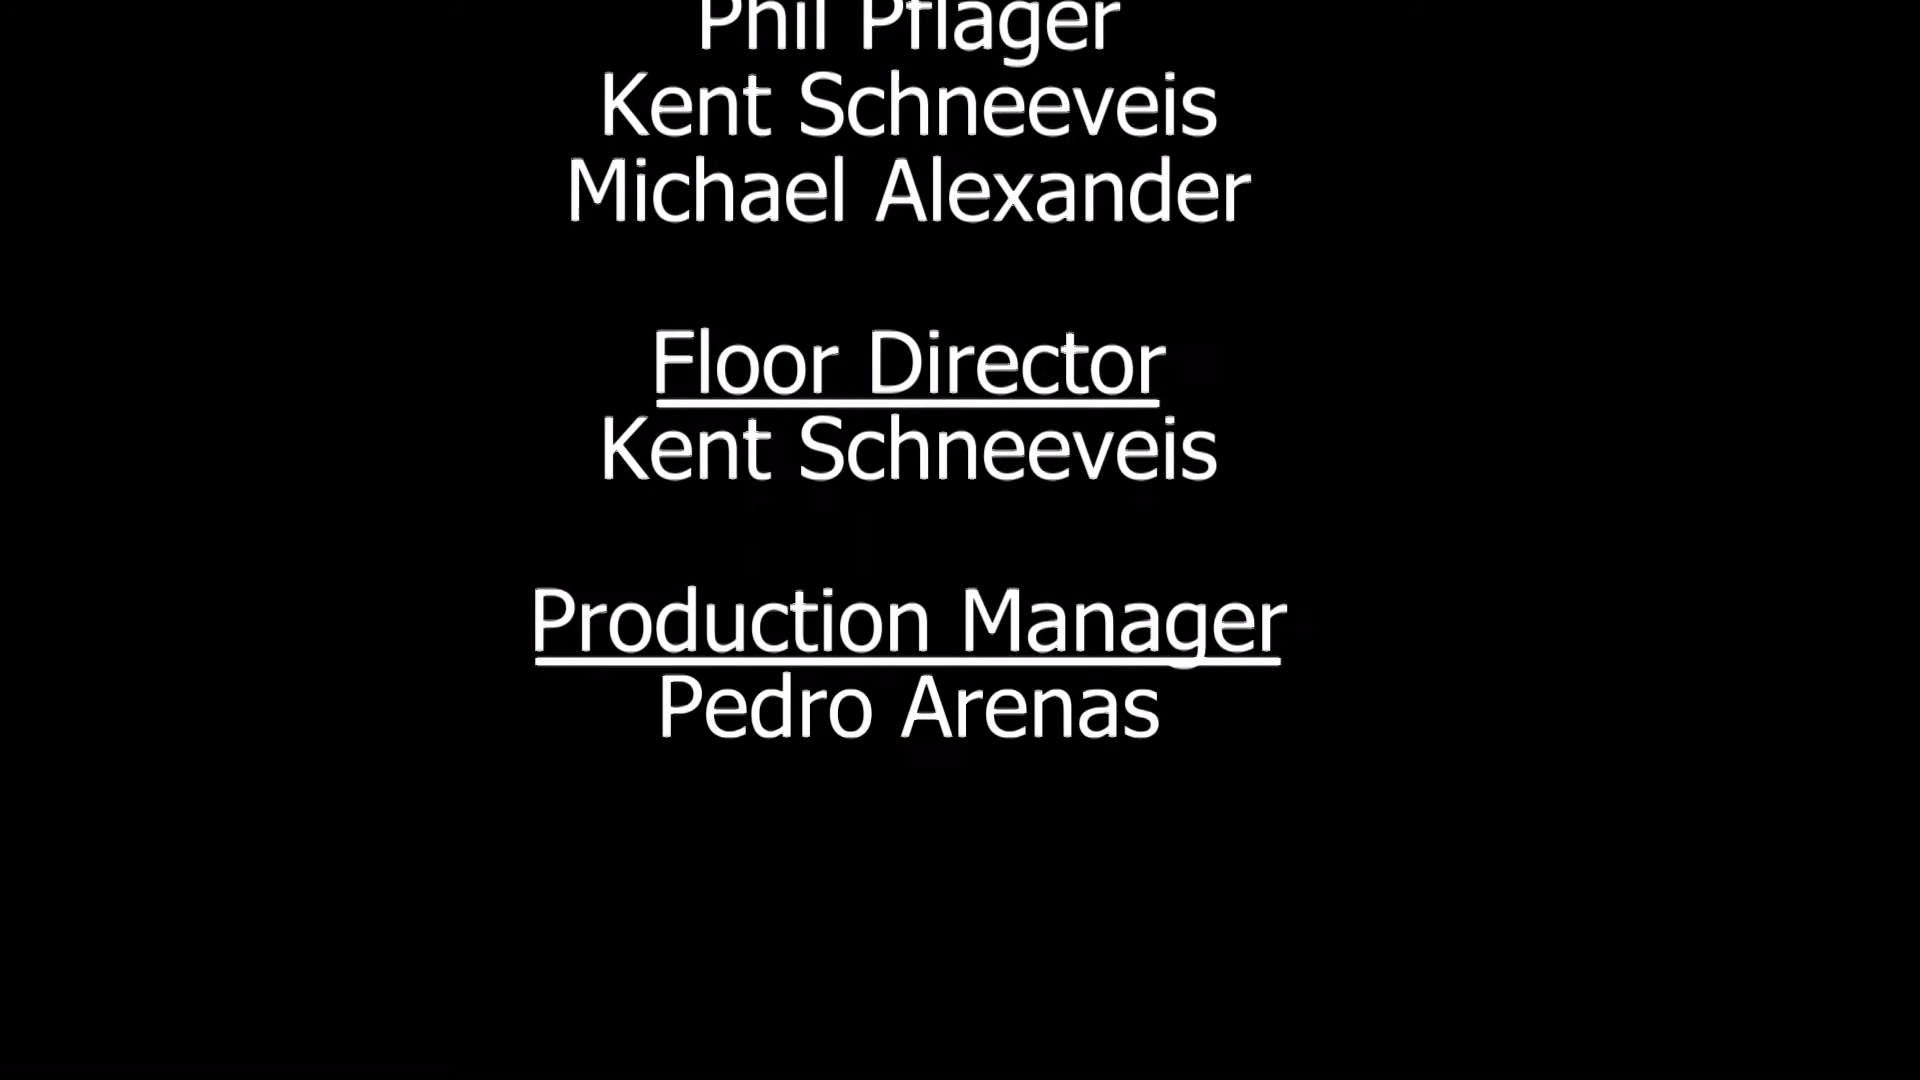 Phil Pflager
Kent Schneeveis
Michael Alexander
Floor Director
Kent Schneeveis
Production Manager
Pedro Arenas